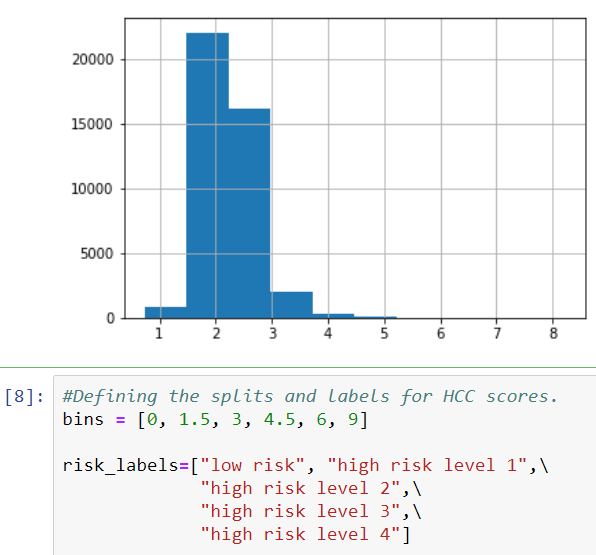 20000
15000
10000
5000
0
1 2 3 4 5 6 7 8
[8]: #Defining the splits and labels for HCC scores.
bins = [0, 1.5, 3, 4.5, 6, 9]
risk_labels=["low risk", "high risk level 1",\
"high risk level 2",\
"high risk level 3",\
"high risk level 4"]